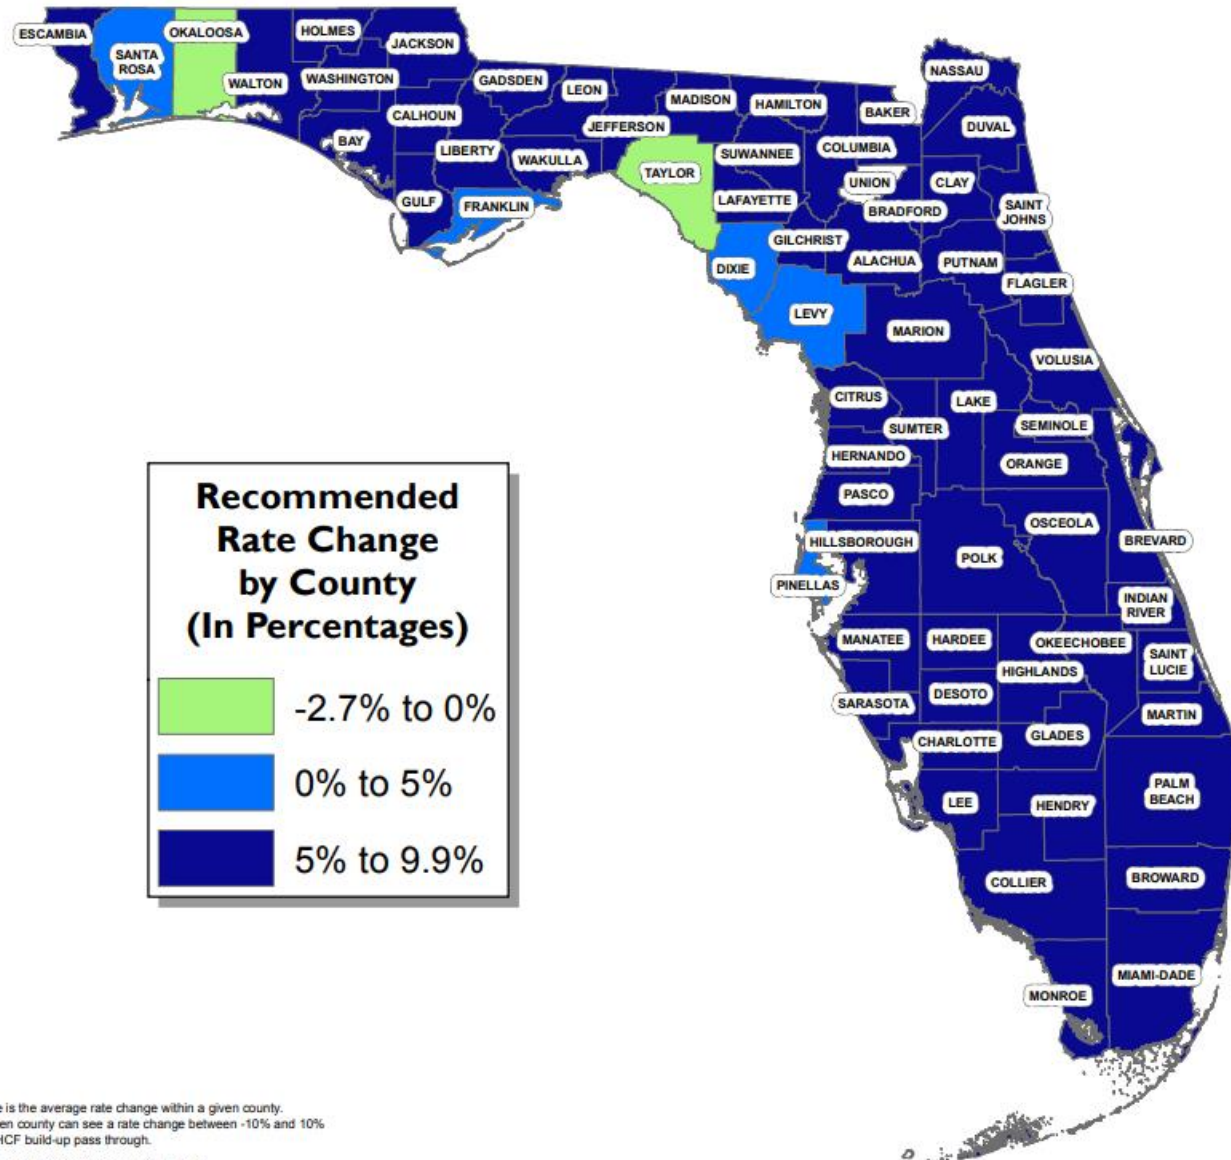 ESCAMBIA
SANTA
ROSA
OKALOOSA
WALTON
HOLMES
WASHINGTON
JACKSON
BAY
CALHOUN
GULF
LIBERTY
FRANKLIN
GADSDEN
WAKULLA
LEON
JEFFERSON
MADISON
TAYLOR
HAMILTON
SUWANNEE
LAFAYETTE
DIXIE
GILCHRIST
LEVY
COLUMBIA
BAKER
UNION
BRADFORD
ALACHUA
NASSAU
DUVAL
CLAY
SAINT
JOHNS
PUTNAM
FLAGLER
MARION
VOLUSIA
CITRUS
LAKE
SUMTER
SEMINOLE
HERNANDO
ORANGE
PASCO
OSCEOLA
HILLSBOROUGH
BREVARD
POLK
PINELLAS
INDIAN
RIVER
MANATEE
HARDEE
OKEECHOBEE
SAINT
LUCIE
HIGHLANDS
DESOTO
SARASOTA
MARTIN
CHARLOTTE
GLADES
LEE
HENDRY
PALM
BEACH
COLLIER
BROWARD
MIAMI-DADE
MONROE
Recommended
Rate Change
by County
(In Percentages)
-2.7% to 0%
0% to 5%
5% to 9.9%
is the average rate change within a given county.
county can see a rate change between -10% and 10%
build-up pass through.